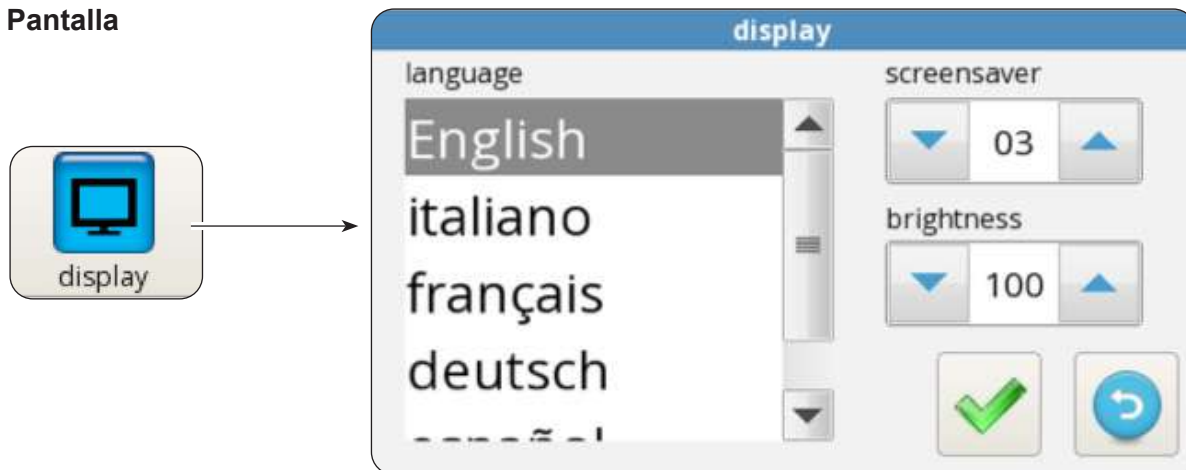 Pantalla
display
display
language
English
italiano
français
deutsch
screensaver
03
brightness
100